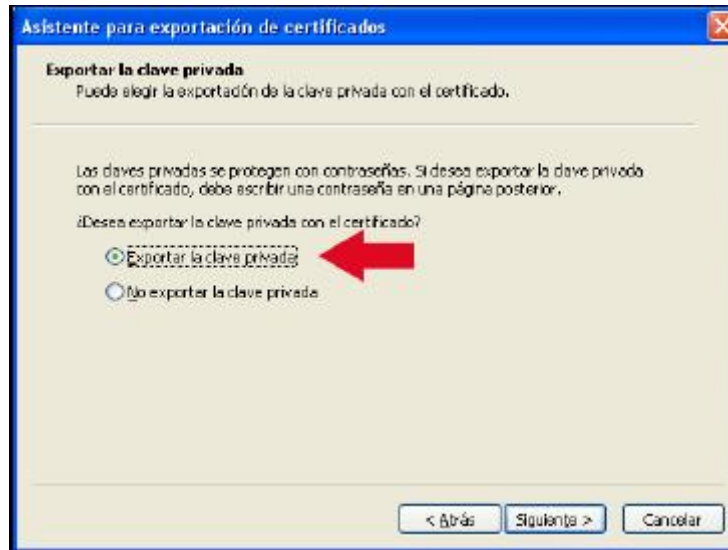 Asistente para exportación de certificados
Exportar la clave privada
Puede elegir la exportación de la clave privada con el certificado.
Las claves privadas se protegen con contraseñas. Si desea exportar la clave privada
con el certificado, debe escribir una contraseña en una página posterior.
¿Desea exportar la clave privada con el certificado?
Exportar la clave privada
No exportar la clave privada
< Atrás
Siguiente >
Cancelar